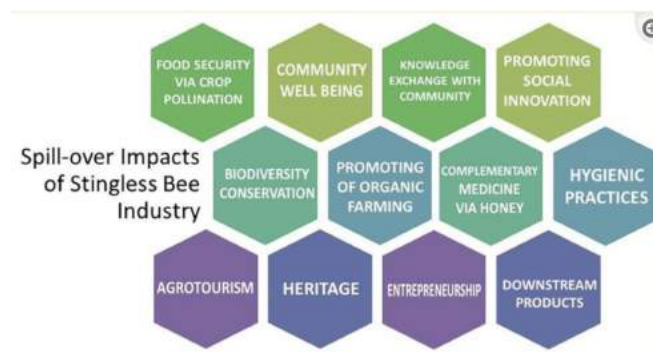 FOOD SECURITY
VIA CROP
POLLINATION
COMMUNITY
WELL BEING
KNOWLEDGE
EXCHANGE WITH
COMMUNITY
PROMOTING
SOCIAL
INNOVATION
Spill-over Impacts
of Stingless Bee
Industry
BIODIVERSITY
CONSERVATION
PROMOTING
OF ORGANIC
FARMING
COMPLEMENTARY
MEDICINE
VIA HONEY
HYGIENIC
PRACTICES
AGROTOURISM
HERITAGE
ENTREPRENEURSHIP
DOWNSTREAM
PRODUCTS